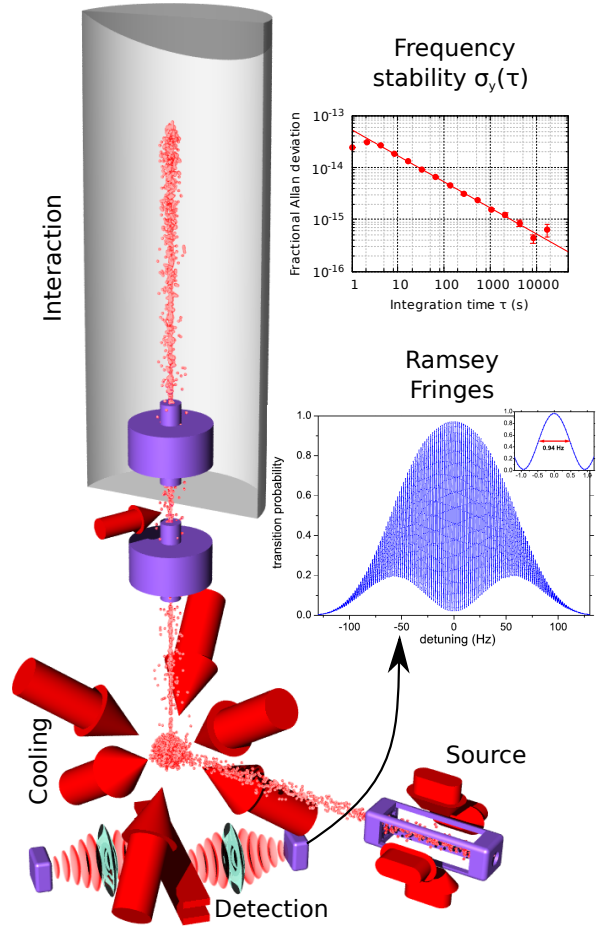 Frequency
stability σy(τ)
Fractional Allan deviation
10-13
10-14
10-15
10-16
1 10 100 1000 10000
Integration time τ (s)
Interaction
Ramsey
Fringes
transition probability
1.0
0.8
0.6
0.4
0.2
0.0
-100 -50 0 50 100
detuning (Hz)
1.0
0.8
0.6
0.4
0.2
0.0
-1.0 -0.5 0.0 0.5 1.0
0.94 Hz
Cooling
Source
Detection